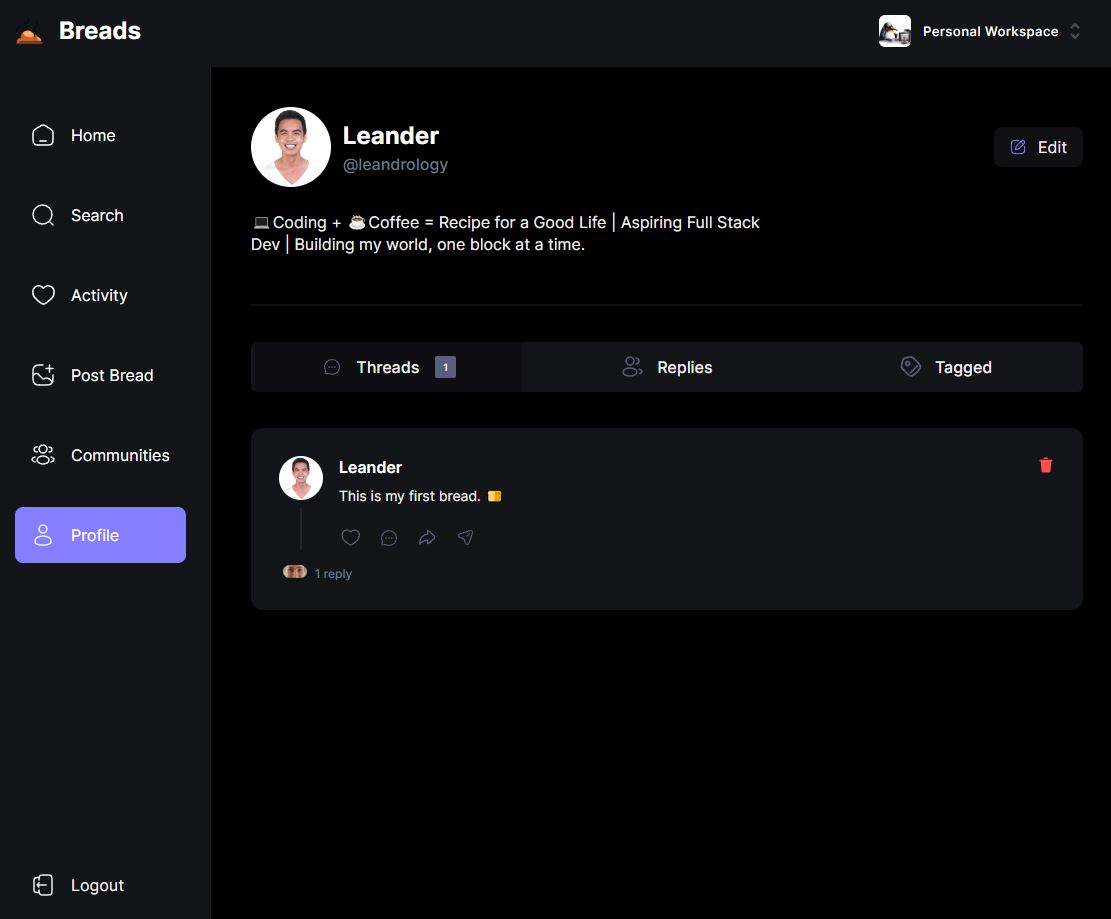 Breads
Personal Workspace
Home
Search
Activity
Post Bread
Communities
Profile
Logout
Leander
@leandrology
Edit
💻Coding + ☕Coffee = Recipe for a Good Life | Aspiring Full Stack
Dev | Building my world, one block at a time.
Threads 1
Replies
Tagged
Leander
This is my first bread. 🍞
1 reply